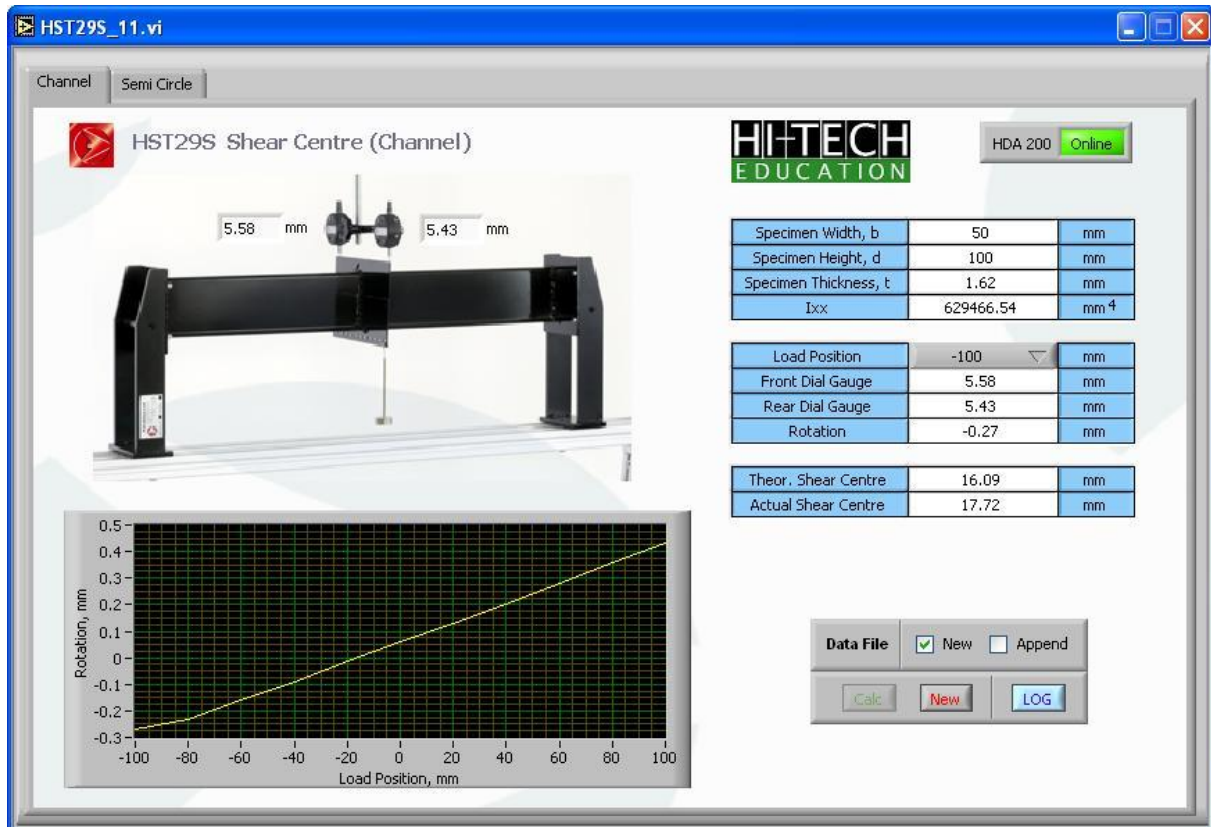 HST29S_11.vi
Channel
Semi Circle
HST29S Shear Centre (Channel)
HI-TECH
EDUCATION
HDA 200 Online
5.58 mm
5.43 mm
Specimen Width, b 50 mm
Specimen Height, d 100 mm
Specimen Thickness, t 1.62 mm
Ixx 629466.54 mm 4
Load Position -100 mm
Front Dial Gauge 5.58 mm
Rear Dial Gauge 5.43 mm
Rotation -0.27 mm
Theor. Shear Centre 16.09 mm
Actual Shear Centre 17.72 mm
0.5
0.4
0.3
0.2
0.1
0
-0.1
-0.2
-0.3
Rotation, mm
-100 -80 -60 -40 -20 0 20 40 60 80 100
Load Position, mm
Data File New Append
Calc New LOG